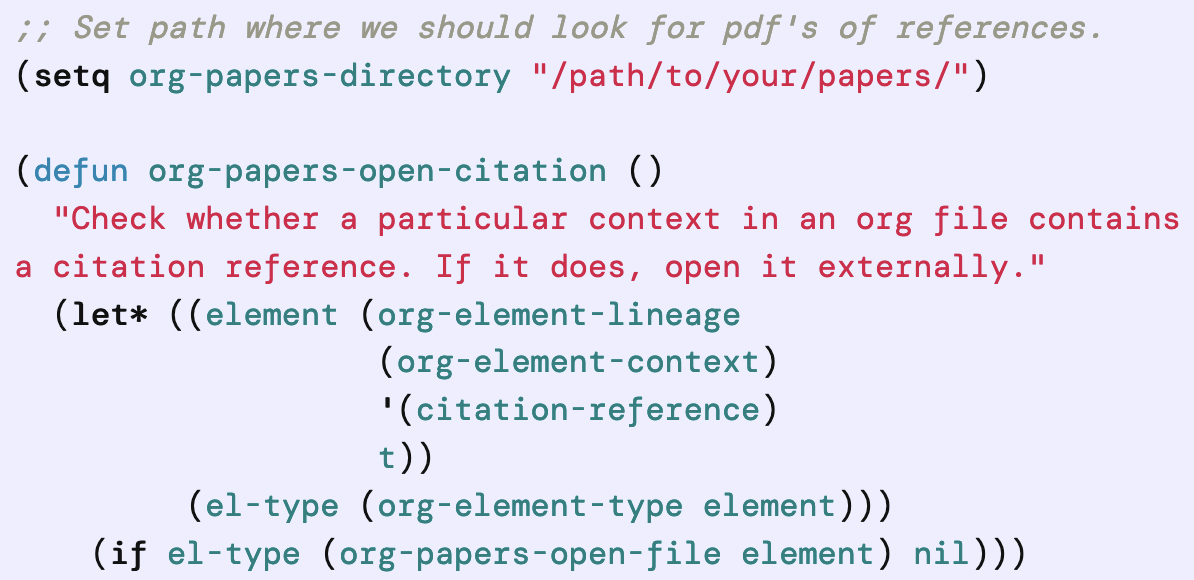 ;; Set path where we should look for pdf's of references.
(setq org-papers-directory "/path/to/your/papers/")

(defun org-papers-open-citation ()
  "Check whether a particular context in an org file contains
a citation reference. If it does, open it externally."
  (let* ((element (org-element-lineage
                   (org-element-context)
                   '(citation-reference)
                   t))
         (el-type (org-element-type element)))
    (if el-type (org-papers-open-file element) nil)))